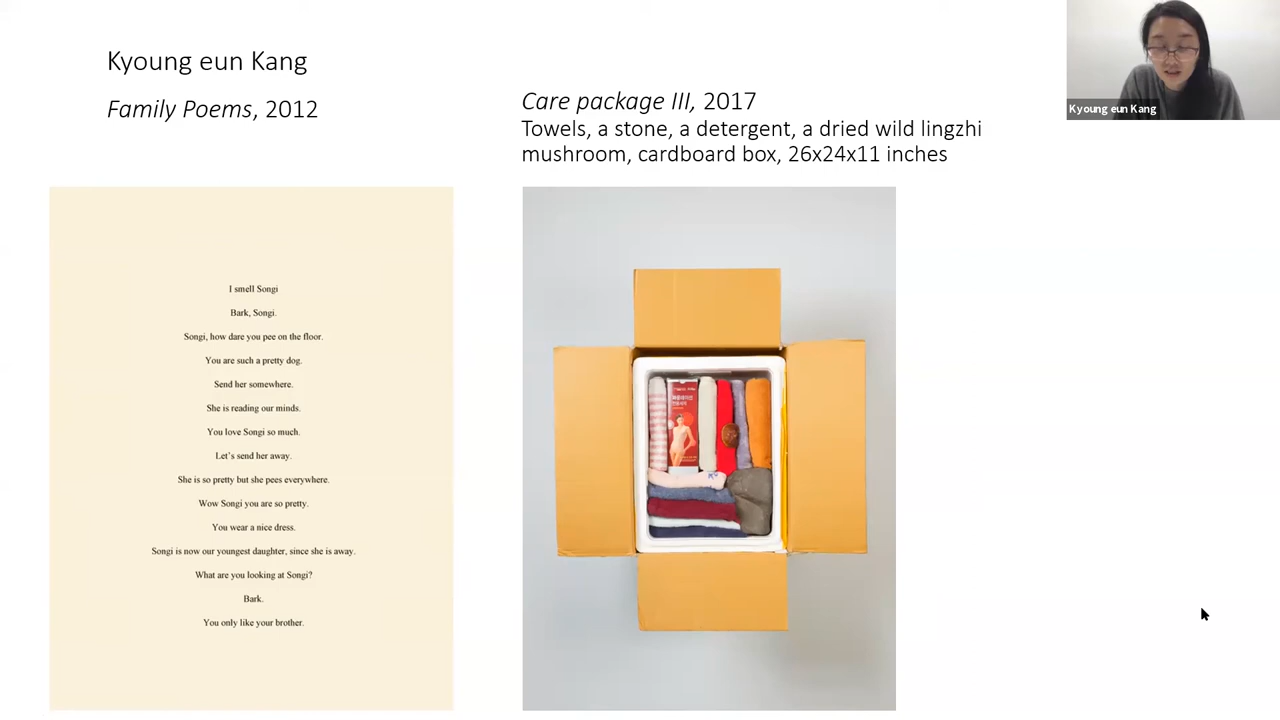 Kyoung eun Kang
Family Poems, 2012
Care package III, 2017
Towels, a stone, a detergent, a dried wild lingzhi
mushroom, cardboard box, 26x24x11 inches
Kyoung eun Kang
I smell Songi
Bark, Songi.
Songi, how dare you pee on the floor.
You are such a pretty dog.
Send her somewhere.
She is reading our minds.
You love Songi so much.
Let's send her away.
She is so pretty but she pees everywhere.
Wow Songi you are so pretty.
You wear a nice dress.
Songi is now our youngest daughter, since she is away.
What are you looking at Songi?
Bark.
You only like your brother.